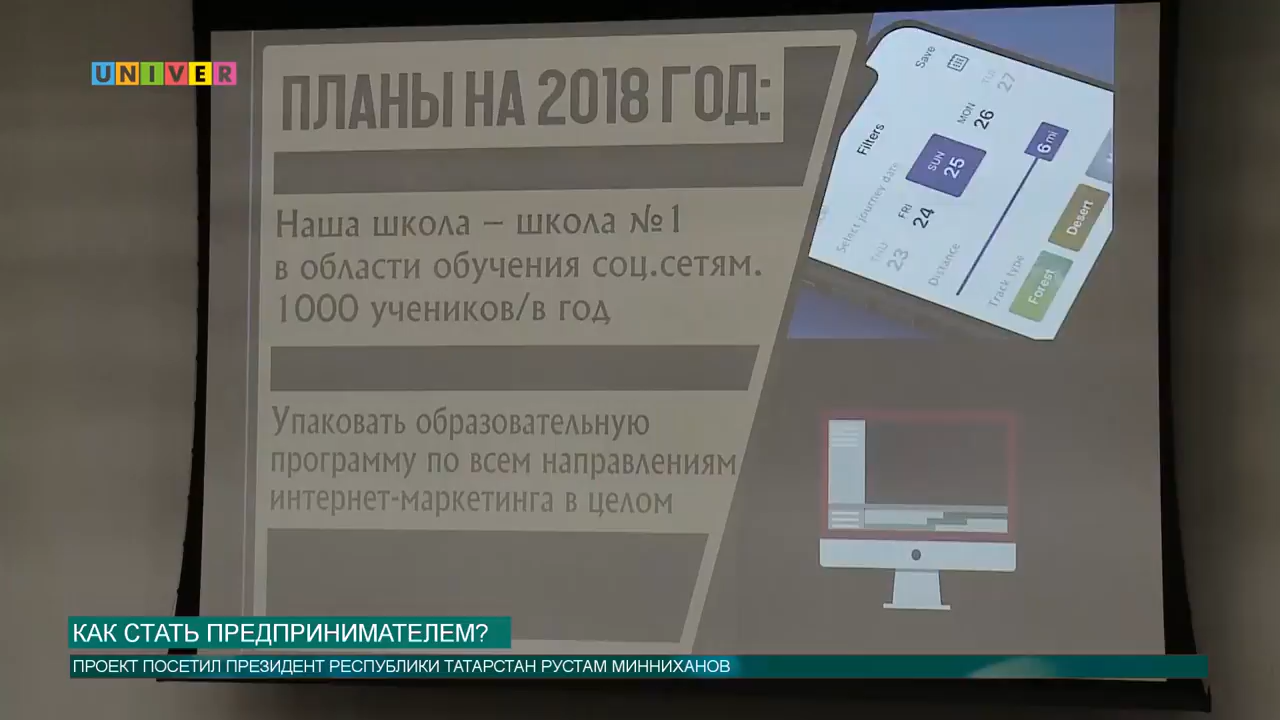 UNIVER
ПЛАНЫ НА 2018 ГОД:
Наша школа – школа №1
в области обучения соц.сетям.
1000 учеников/в год
Упаковать образовательную
программу по всем направлениям
интернет-маркетинга в целом
Save
Filters
Select journey date
THU 23
FRI 24
SUN 25
MON 26
TUE 27
Distance
6 mi
Track type
Forest
Desert
КАК СТАТЬ ПРЕДПРИНИМАТЕЛЕМ?
ПРОЕКТ ПОСЕТИЛ ПРЕЗИДЕНТ РЕСПУБЛИКИ ТАТАРСТАН РУСТАМ МИННИХАНОВ